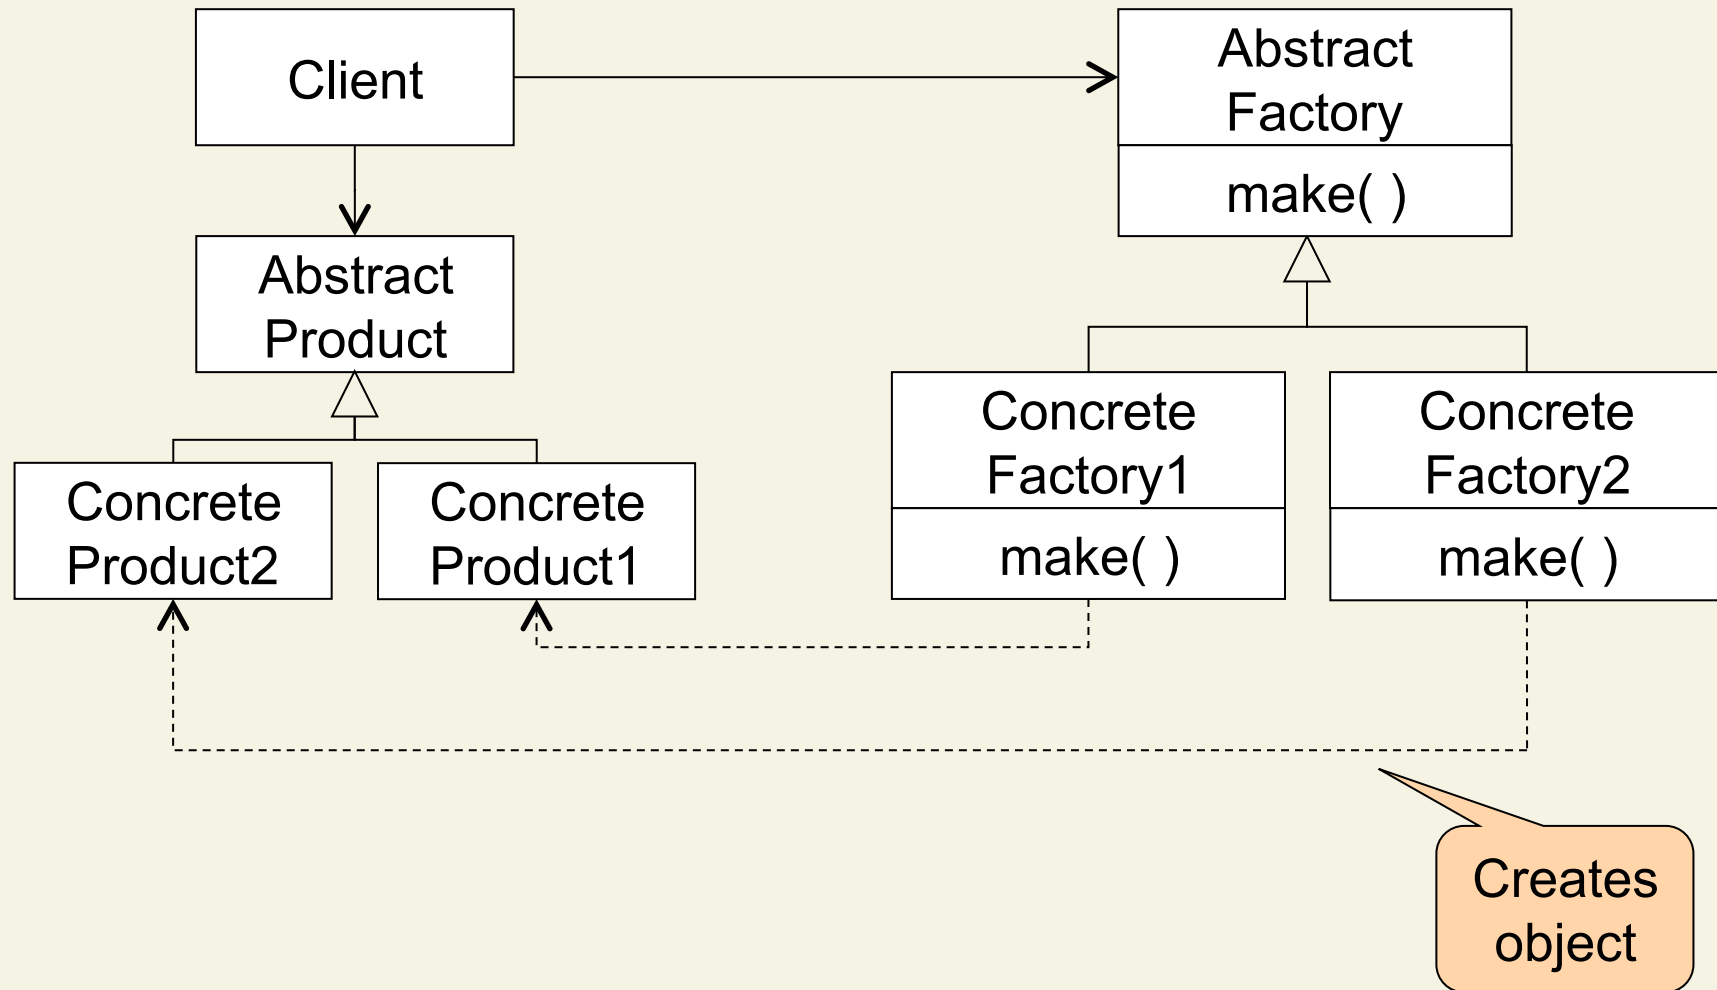 Client
Abstract
Factory
make( )
Abstract
Product
Concrete
Factory1
make( )
Concrete
Factory2
make( )
Concrete
Product2
Concrete
Product1
Creates
object